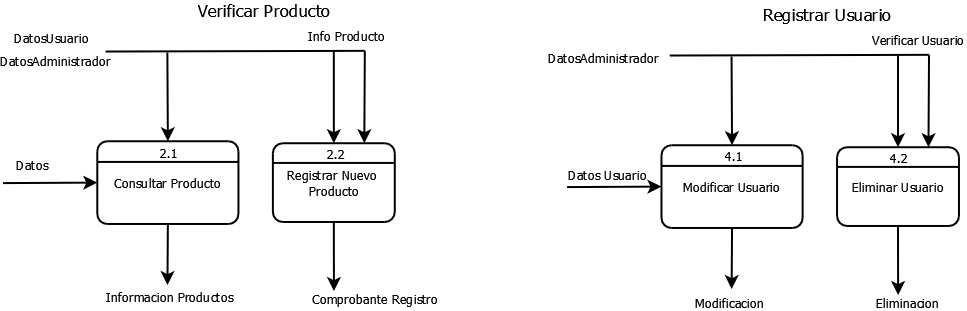 Verificar Producto
DatosUsuario
Info Producto
DatosAdministrador
Datos
2.1
Consultar Producto
2.2
Registrar Nuevo
Producto
Informacion Productos
Comprobante Registro
Registrar Usuario
Verificar Usuario
DatosAdministrador
Datos Usuario
4.1
Modificar Usuario
4.2
Eliminar Usuario
Modificacion
Eliminacion